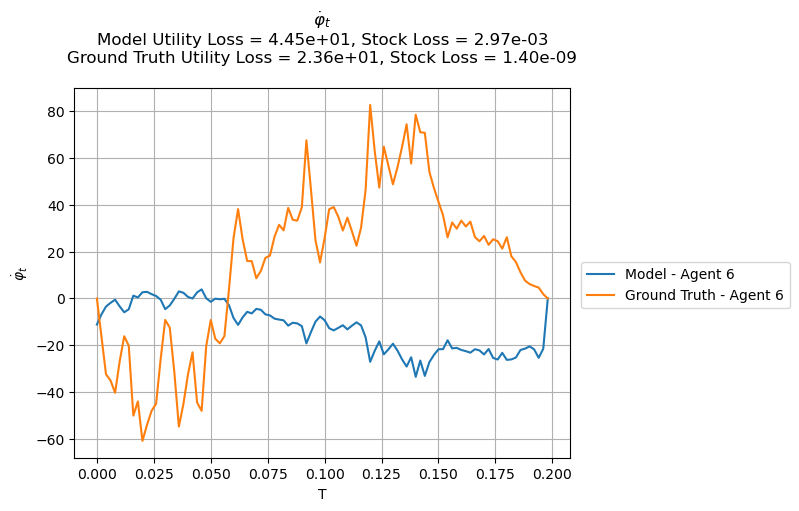 φ̇ₜ
Model Utility Loss = 4.45e+01, Stock Loss = 2.97e-03
Ground Truth Utility Loss = 2.36e+01, Stock Loss = 1.40e-09
80
60
40
20
0
−20
−40
−60
φ̇ₜ
0.000 0.025 0.050 0.075 0.100 0.125 0.150 0.175 0.200
T
Model - Agent 6
Ground Truth - Agent 6